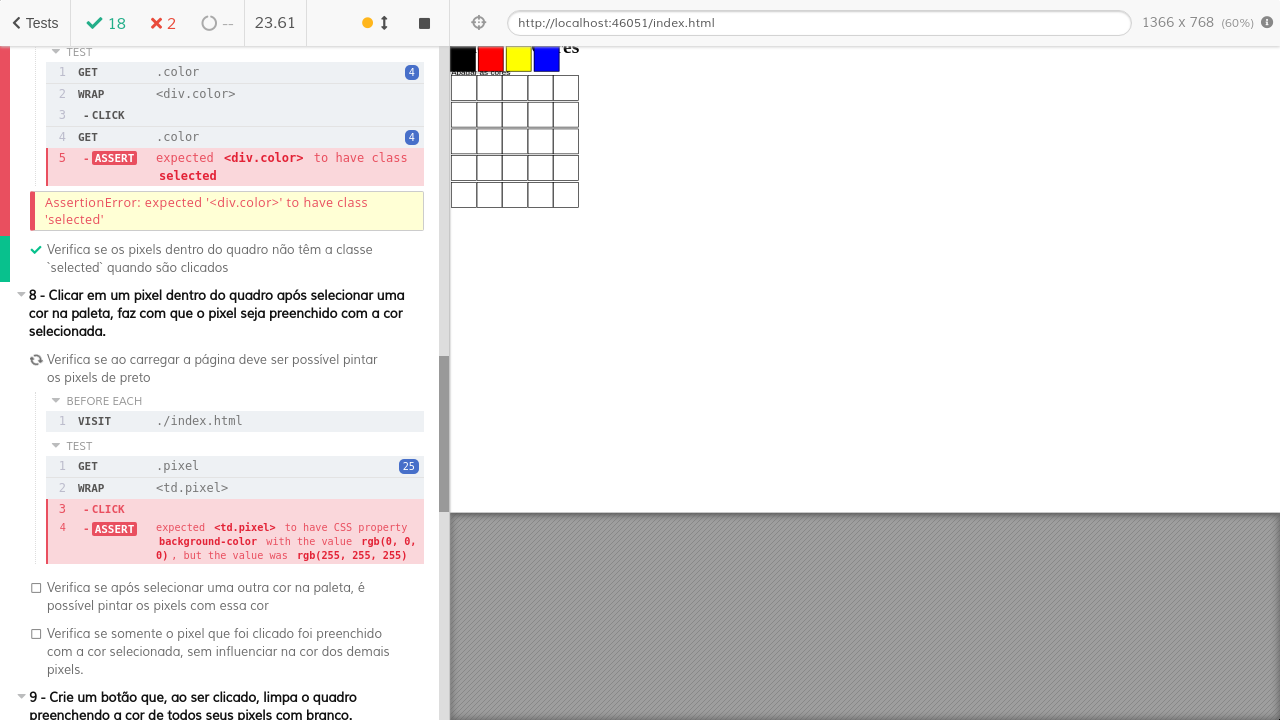 Tests 18 2 -- 23.61 http://localhost:46051/index.html 1366 x 768 (60%)
TEST
1 GET .color 4
2 WRAP <div.color>
3 - CLICK
4 GET .color 4
5 - ASSERT expected <div.color> to have class
selected
AssertionError: expected '<div.color>' to have class
'selected'
Verifica se os pixels dentro do quadro não têm a classe
`selected` quando são clicados
8 - Clicar em um pixel dentro do quadro após selecionar uma
cor na paleta, faz com que o pixel seja preenchido com a cor
selecionada.
Verifica se ao carregar a página deve ser possível pintar
os pixels de preto
BEFORE EACH
1 VISIT ./index.html
TEST
1 GET .pixel 25
2 WRAP <td.pixel>
3 - CLICK
4 - ASSERT expected <td.pixel> to have CSS property
background-color with the value rgb(0, 0,
0) , but the value was rgb(255, 255, 255)
Verifica se após selecionar uma outra cor na paleta, é
possível pintar os pixels com essa cor
Verifica se somente o pixel que foi clicado foi preenchido
com a cor selecionada, sem influenciar na cor dos demais
pixels.
9 - Crie um botão que, ao ser clicado, limpa o quadro
preenchendo a cor de todos seus pixels com branco.